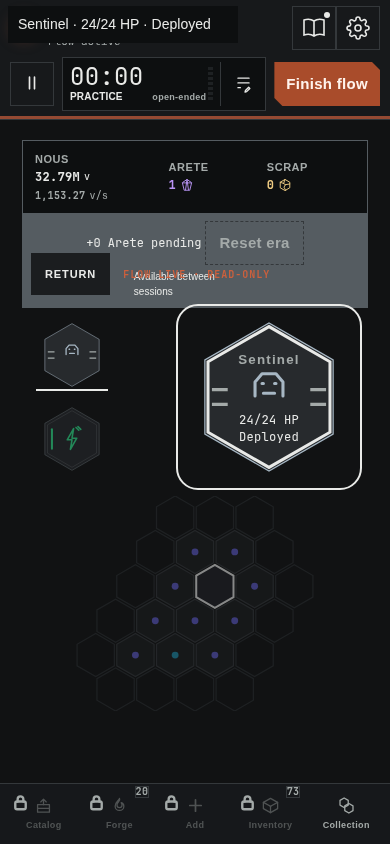 Sentinel · 24/24 HP · Deployed
00:00
PRACTICE
open-ended
Finish flow
NOUS
32.79M v
1,153.27 v/s
ARETE
1
SCRAP
0
+0 Arete pending
Reset era
RETURN
FLOW LIVE · READ-ONLY
Available between
sessions
Sentinel
24/24 HP
Deployed
20
73
Catalog
Forge
Add
Inventory
Collection